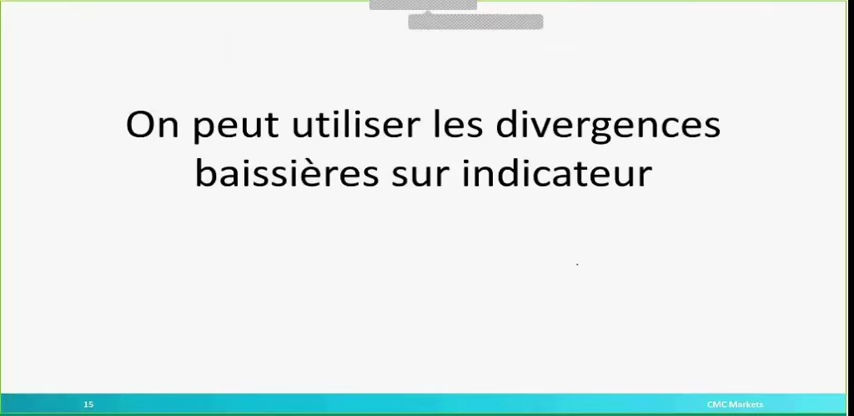 On peut utiliser les divergences
baissières sur indicateur
15
CMC Markets